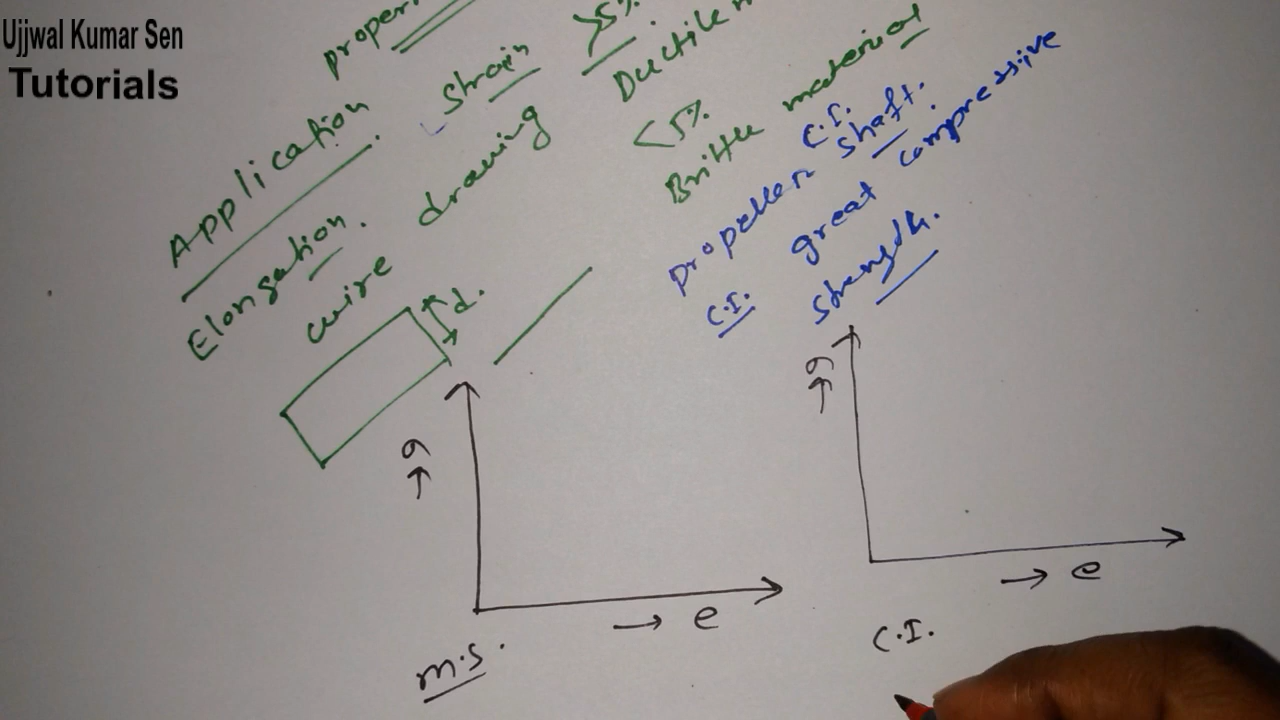 Ujjwal Kumar Sen
Tutorials
Application.
Elongation. Strain >5%
wire drawing Ductile
d.
<5%
Brittle material
C.I.
propeller shaft.
C.I. great compressive
strength.
σ
e
M.S.
σ
e
C.I.